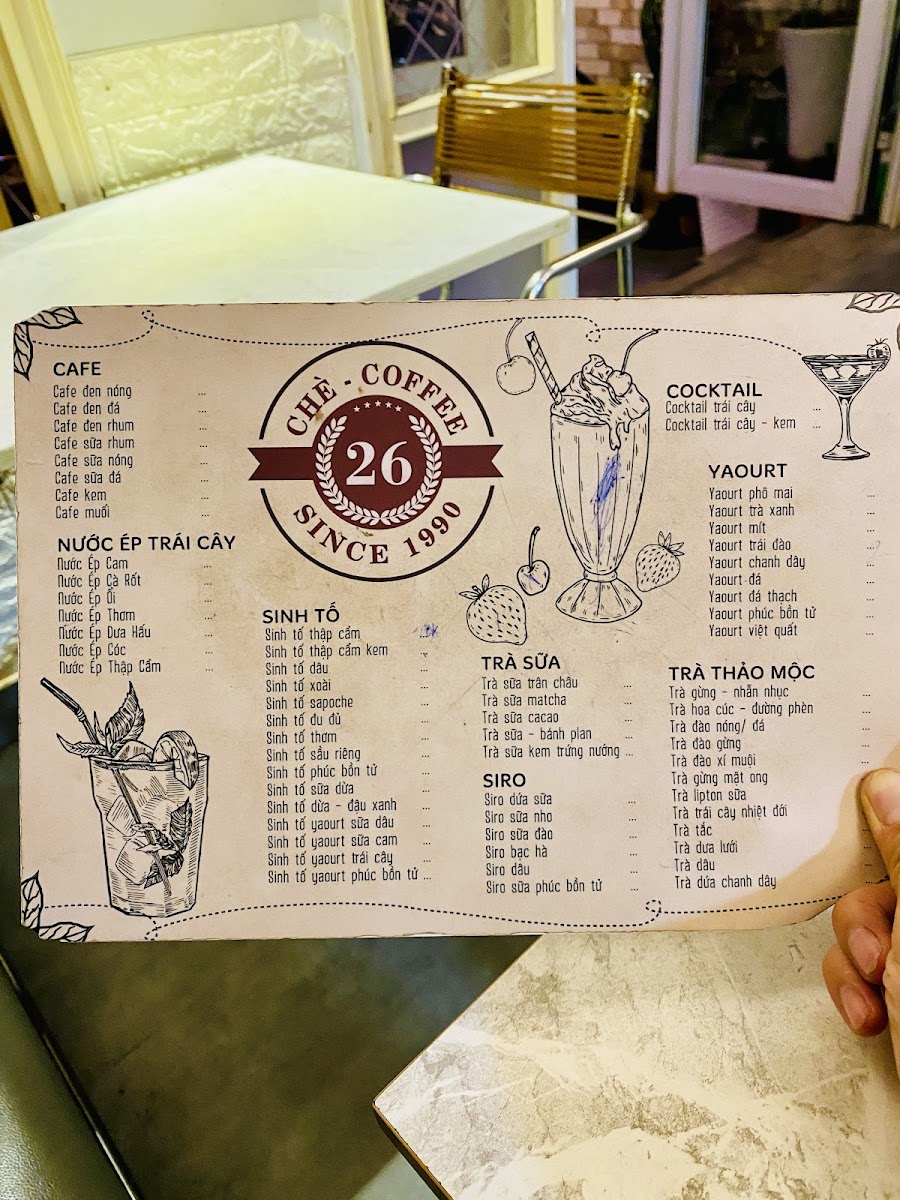 CHÈ - COFFEE
26
SINCE 1990
CAFE
Cafe đen nóng ...
Cafe đen đá ...
Cafe đen rhum ...
Cafe sữa rhum ...
Cafe sữa nóng ...
Cafe sữa đá ...
Cafe kem ...
Cafe muối ...
NƯỚC ÉP TRÁI CÂY
Nước Ép Cam ...
Nước Ép Cà Rốt ...
Nước Ép Ổi ...
Nước Ép Thơm ...
Nước Ép Dưa Hấu ...
Nước Ép Cóc ...
Nước Ép Thập Cẩm ...
SINH TỐ
Sinh tố thập cẩm ...
Sinh tố thập cẩm kem ...
Sinh tố dâu ...
Sinh tố xoài ...
Sinh tố sapoche ...
Sinh tố đu đủ ...
Sinh tố thơm ...
Sinh tố sầu riêng ...
Sinh tố phúc bồn tử ...
Sinh tố sữa dừa ...
Sinh tố dừa - đậu xanh ...
Sinh tố yaourt sữa dâu ...
Sinh tố yaourt sữa cam ...
Sinh tố yaourt trái cây ...
Sinh tố yaourt phúc bồn tử ...
TRÀ SỮA
Trà sữa trân châu ...
Trà sữa matcha ...
Trà sữa cacao ...
Trà sữa - bánh plan ...
Trà sữa kem trứng nướng ...
SIRO
Siro dứa sữa ...
Siro sữa nho ...
Siro sữa đào ...
Siro bạc hà ...
Siro dâu ...
Siro sữa phúc bồn tử ...
COCKTAIL
Cocktail trái cây ...
Cocktail trái cây - kem ...
YAOURT
Yaourt phô mai ...
Yaourt trà xanh ...
Yaourt mít ...
Yaourt trái đào ...
Yaourt chanh dây ...
Yaourt đá ...
Yaourt đá thạch ...
Yaourt phúc bồn tử ...
Yaourt việt quất ...
TRÀ THẢO MỘC
Trà gừng - nhẫn nhục ...
Trà hoa cúc - đường phèn ...
Trà đào nóng/ đá ...
Trà đào gừng ...
Trà đào xí muội ...
Trà gừng mật ong
Trà lipton sữa
Trà trái cây nhiệt đới
Trà tắc
Trà dưa lưới
Trà dâu
Trà dứa chanh dây